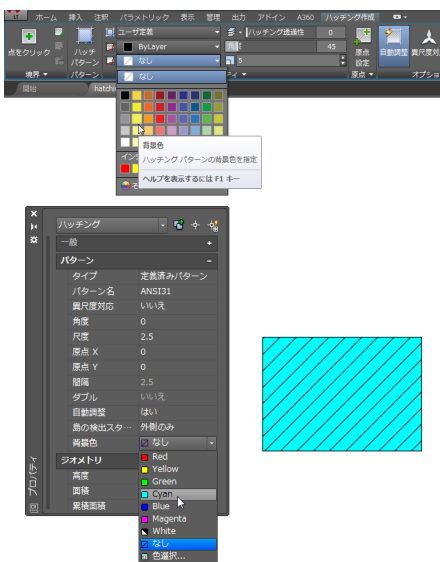 ホーム 挿入 注釈 パラメトリック 表示 管理 出力 アドイン A360 ハッチング作成
点をクリック
境界
ハッチ
パターン
パターン
ユーザ定義
ByLayer
なし
なし
ハッチング透過性 0
角度 45
5
原点
設定
原点
自動調整
異尺度対
オプショ
開始
背景色
ハッチング パターンの背景色を指定
ヘルプを表示するには F1 キー
ハッチング
一般
パターン
タイプ 定義済みパターン
パターン名 ANSI31
異尺度対応 いいえ
角度 0
尺度 2.5
原点 X 0
原点 Y 0
間隔 2.5
ダブル いいえ
自動調整 はい
島の検出スタ… 外側のみ
背景色 なし
ジオメトリ
高度
面積
累積面積
Red
Yellow
Green
Cyan
Blue
Magenta
White
なし
色選択...
プロパティ